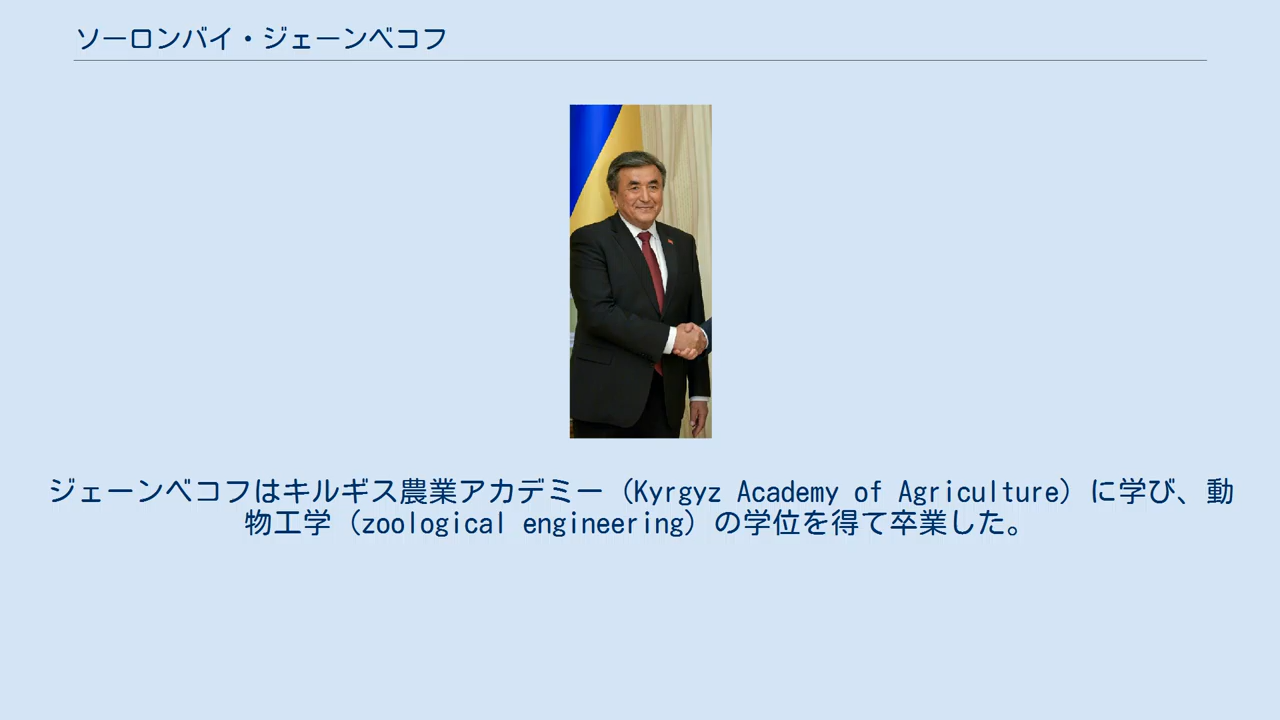 ソーロンバイ・ジェーンベコフ
ジェーンベコフはキルギス農業アカデミー（Kyrgyz Academy of Agriculture）に学び、動
物工学（zoological engineering）の学位を得て卒業した。